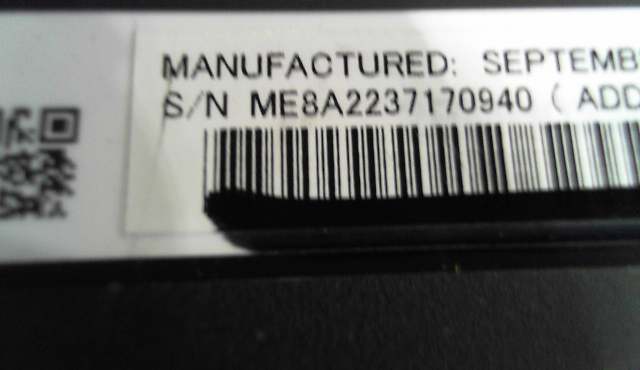 MANUFACTURED: SEPTEMB
S/N ME8A2237170940 ( ADD